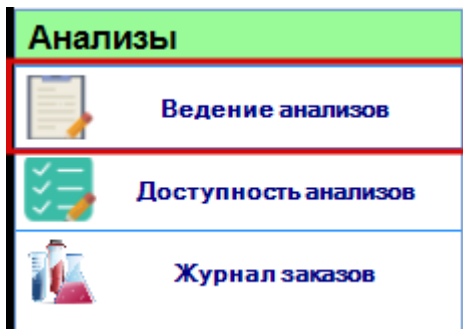 Анализы
Ведение анализов
Доступность анализов
Журнал заказов